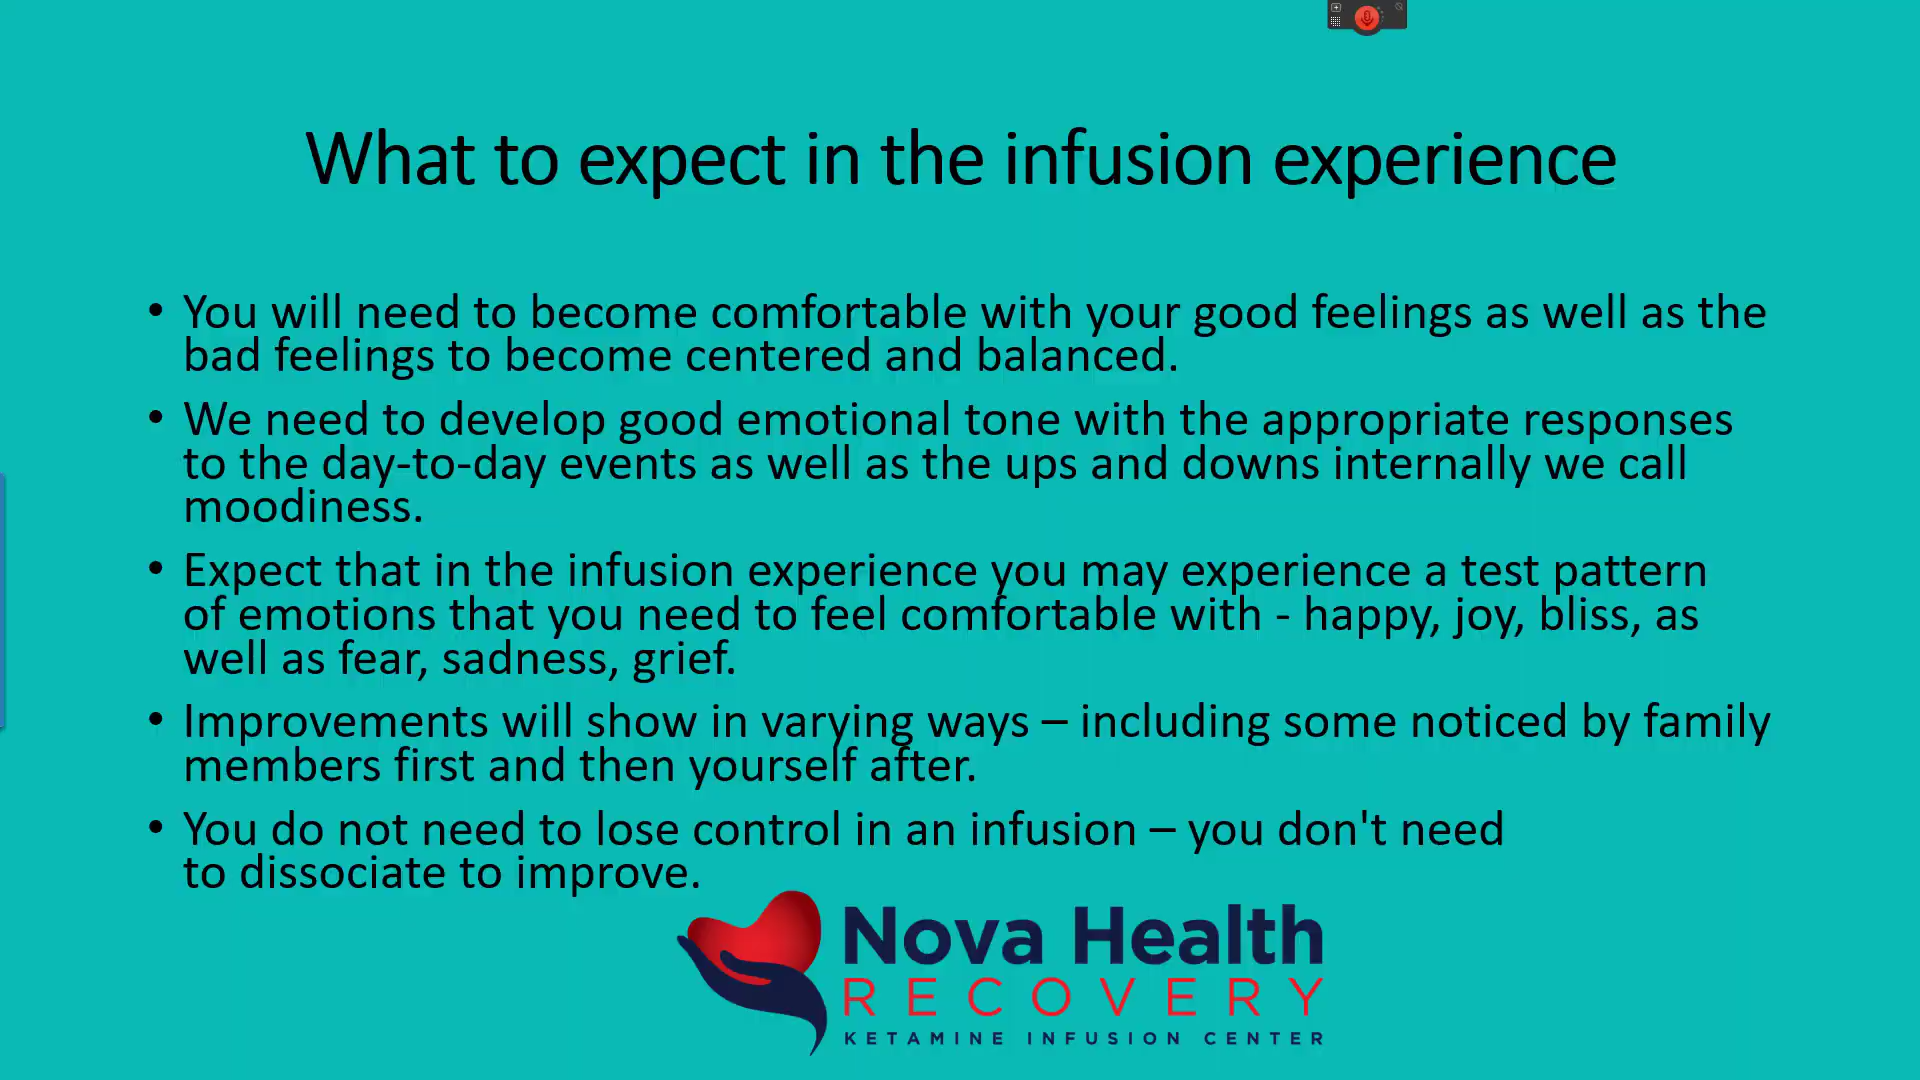 What to expect in the infusion experience
• You will need to become comfortable with your good feelings as well as the
bad feelings to become centered and balanced.
• We need to develop good emotional tone with the appropriate responses
to the day-to-day events as well as the ups and downs internally we call
moodiness.
• Expect that in the infusion experience you may experience a test pattern
of emotions that you need to feel comfortable with - happy, joy, bliss, as
well as fear, sadness, grief.
• Improvements will show in varying ways – including some noticed by family
members first and then yourself after.
• You do not need to lose control in an infusion – you don't need
to dissociate to improve.
Nova Health
RECOVERY
KETAMINE INFUSION CENTER